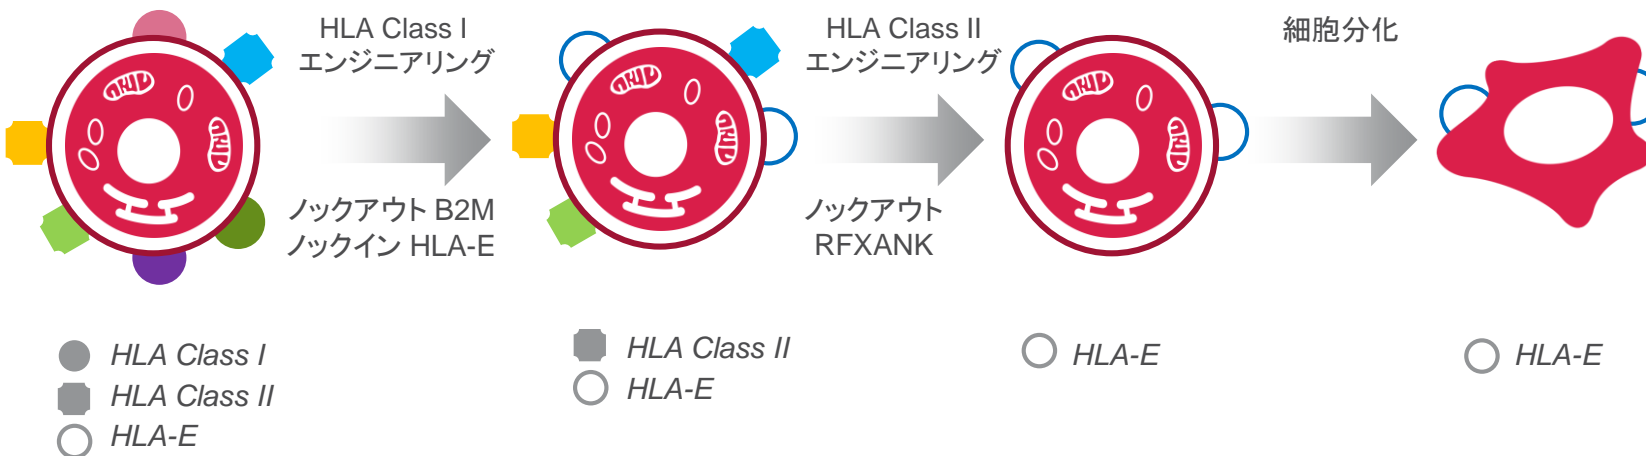 HLA Class I
エンジニアリング
HLA Class II
エンジニアリング
細胞分化
ノックアウト B2M
ノックイン HLA-E
ノックアウト
RFXANK
HLA Class I
HLA Class II
HLA-E
HLA Class II
HLA-E
HLA-E
HLA-E